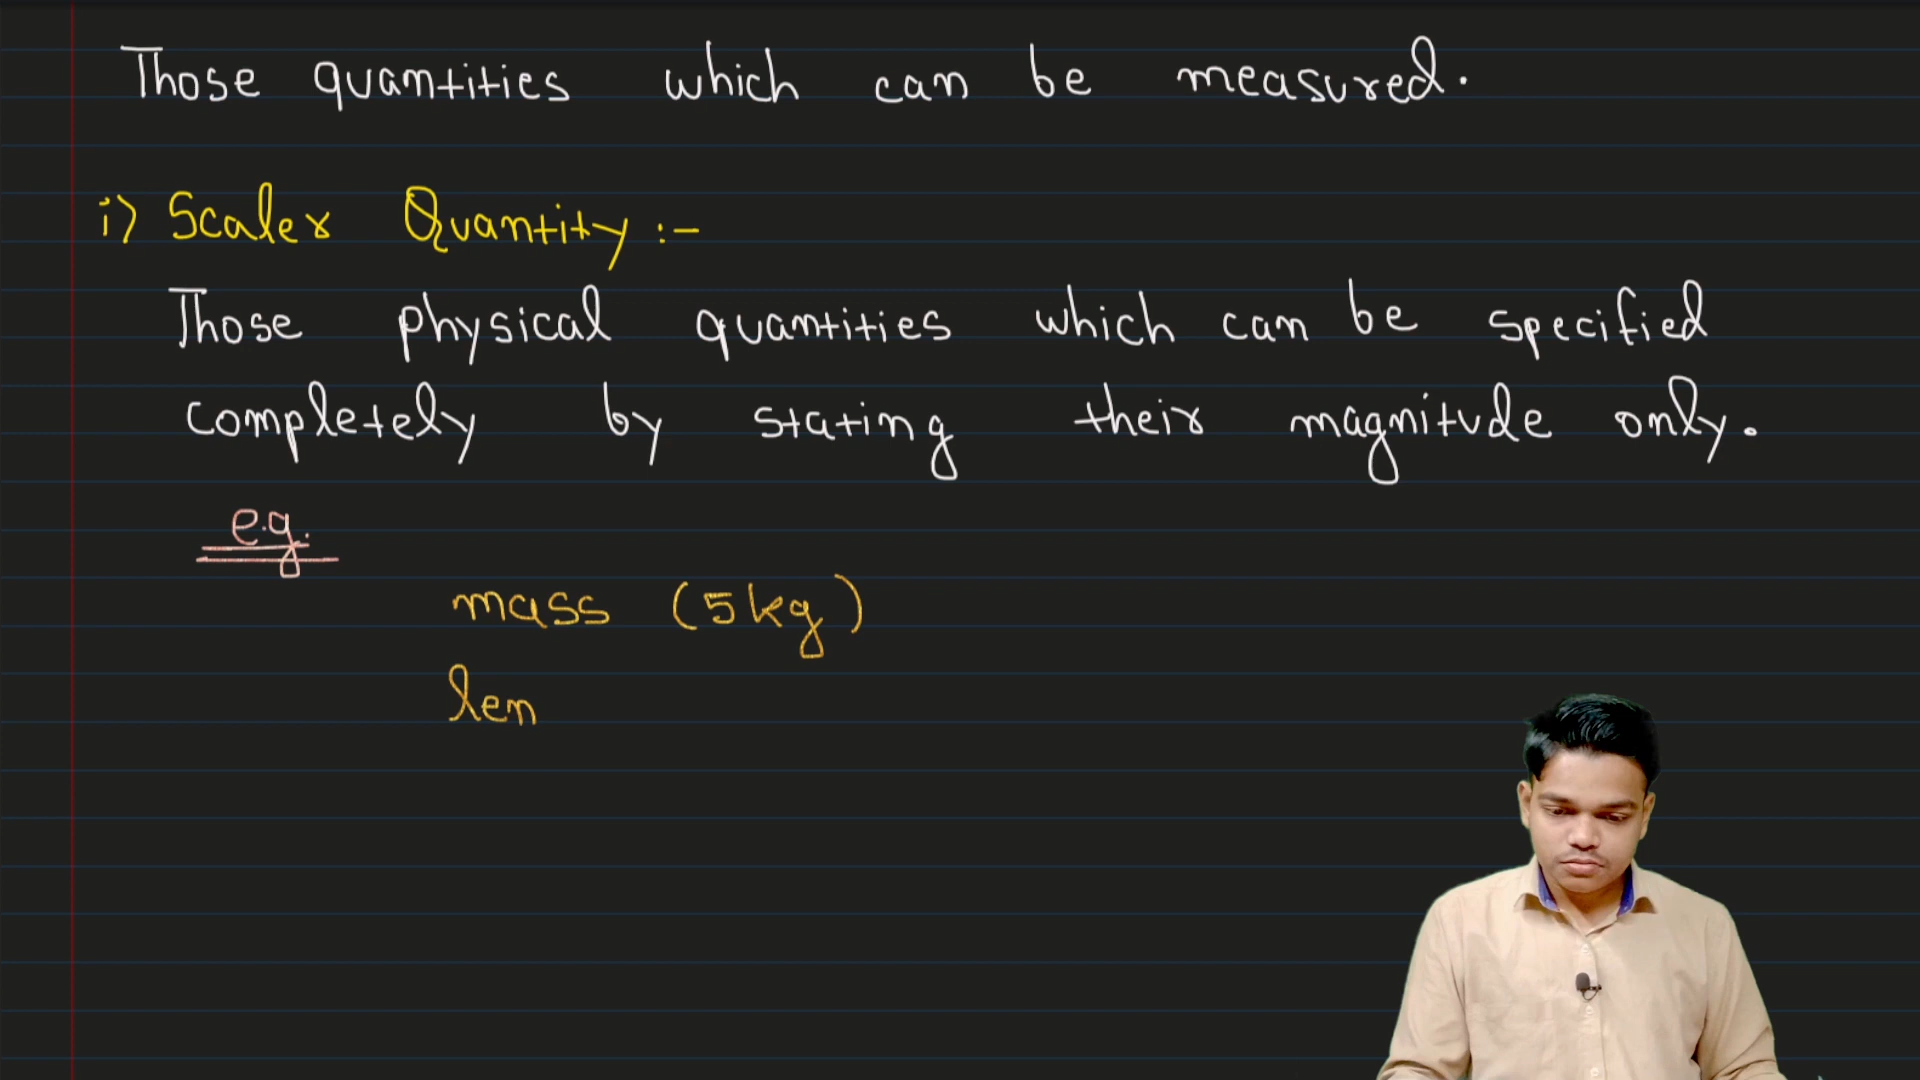 Those quantities which can be measured.
i) Scaler Quantity :-
Those physical quantities which can be specified
completely by stating their magnitude only.
e.g.
mass (5kg)
len